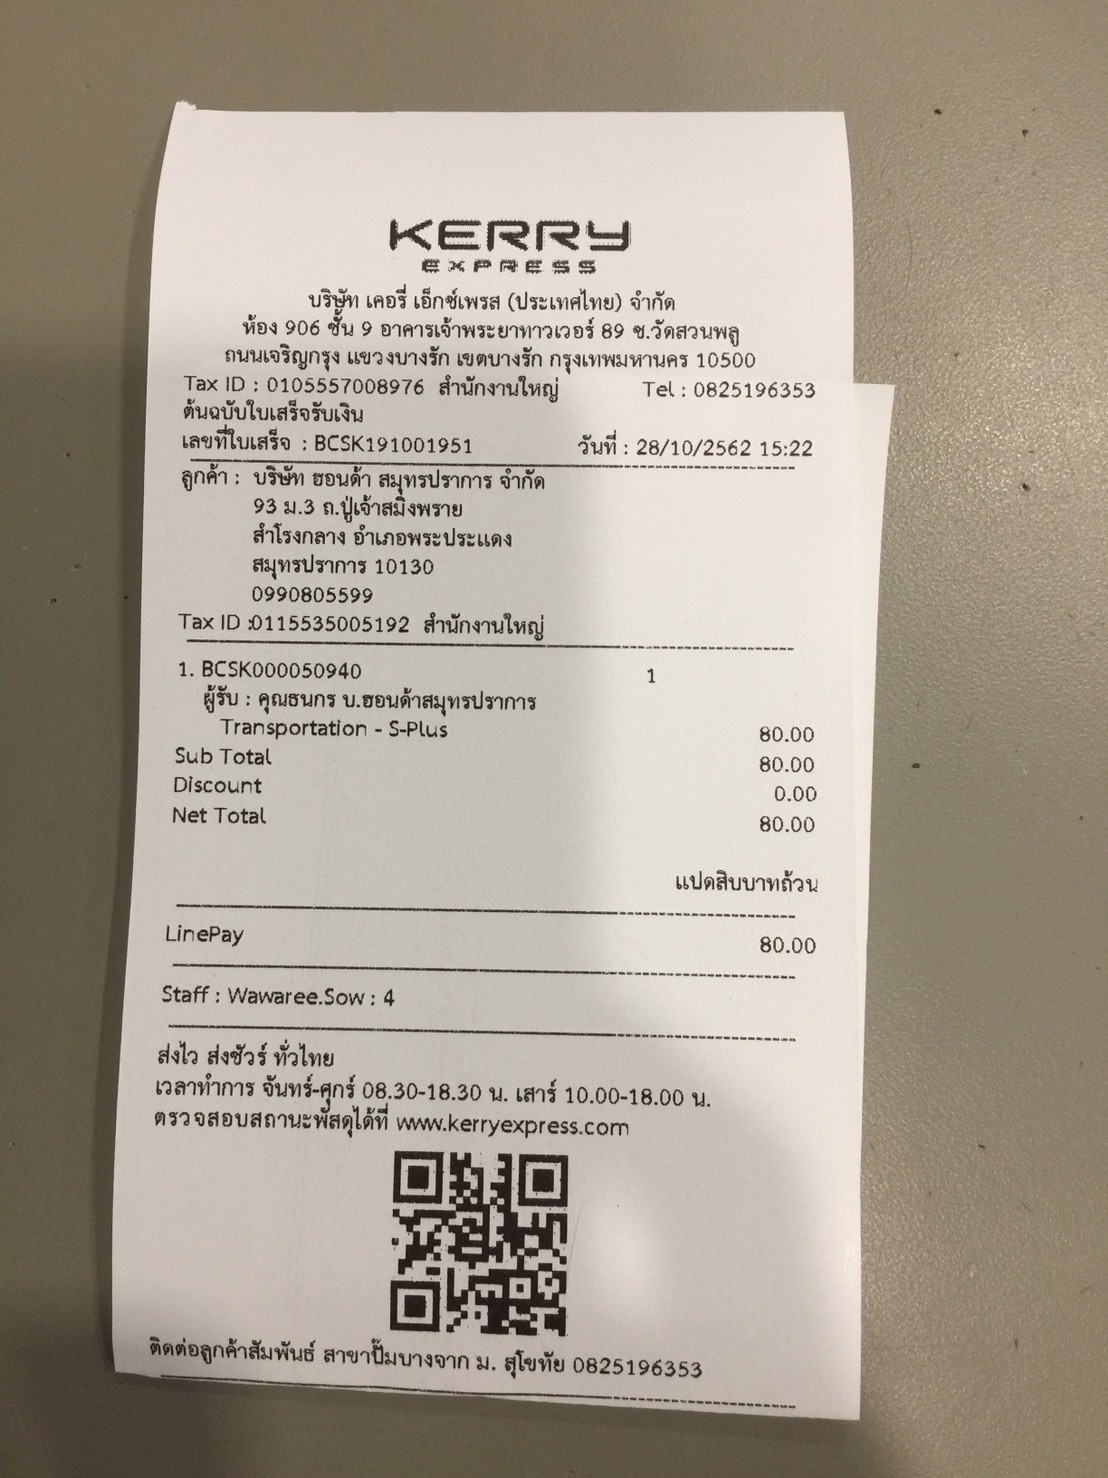 KERRY
EXPRESS
บริษัท เคอรี่ เอ็กซ์เพรส (ประเทศไทย) จำกัด
ห้อง 906 ชั้น 9 อาคารเจ้าพระยาทาวเวอร์ 89 ซ.วัดสวนพลู
ถนนเจริญกรุง แขวงบางรัก เขตบางรัก กรุงเทพมหานคร 10500
Tax ID : 0105557008976 สำนักงานใหญ่ Tel : 0825196353
ต้นฉบับใบเสร็จรับเงิน
เลขที่ใบเสร็จ : BCSK191001951 วันที่ : 28/10/2562 15:22
ลูกค้า : บริษัท ฮอนด้า สมุทรปราการ จำกัด
93 ม.3 ถ.ปู่เจ้าสมิงพราย
สำโรงกลาง อำเภอพระประแดง
สมุทรปราการ 10130
0990805599
Tax ID :0115535005192 สำนักงานใหญ่
1. BCSK000050940 1
ผู้รับ : คุณธนกร บ.ฮอนด้าสมุทรปราการ
Transportation - S-Plus 80.00
Sub Total 80.00
Discount 0.00
Net Total 80.00
แปดสิบบาทถ้วน
LinePay 80.00
Staff : Wawaree.Sow : 4
ส่งไว ส่งชัวร์ ทั่วไทย
เวลาทำการ จันทร์-ศุกร์ 08.30-18.30 น. เสาร์ 10.00-18.00 น.
ตรวจสอบสถานะพัสดุได้ที่ www.kerryexpress.com
ติดต่อลูกค้าสัมพันธ์ สาขาปั๊มบางจาก ม. สุโขทัย 0825196353